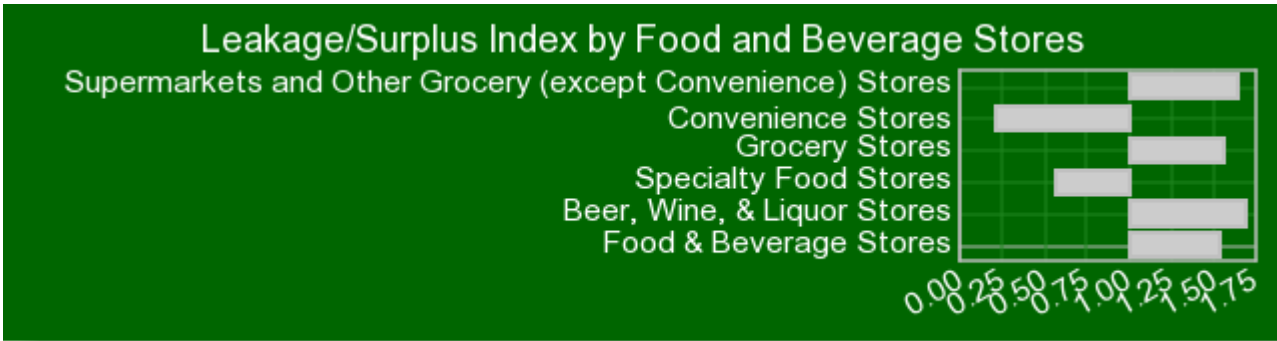 Leakage/Surplus Index by Food and Beverage Stores
Supermarkets and Other Grocery (except Convenience) Stores
Convenience Stores
Grocery Stores
Specialty Food Stores
Beer, Wine, & Liquor Stores
Food & Beverage Stores
0.00 0.25 0.50 0.75 1.00 1.25 1.50 1.75